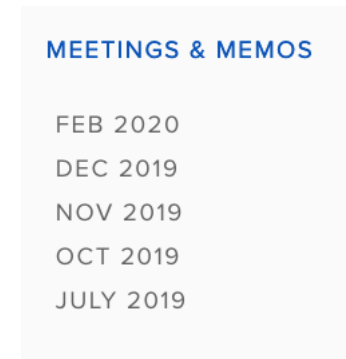 MEETINGS & MEMOS
FEB 2020
DEC 2019
NOV 2019
OCT 2019
JULY 2019